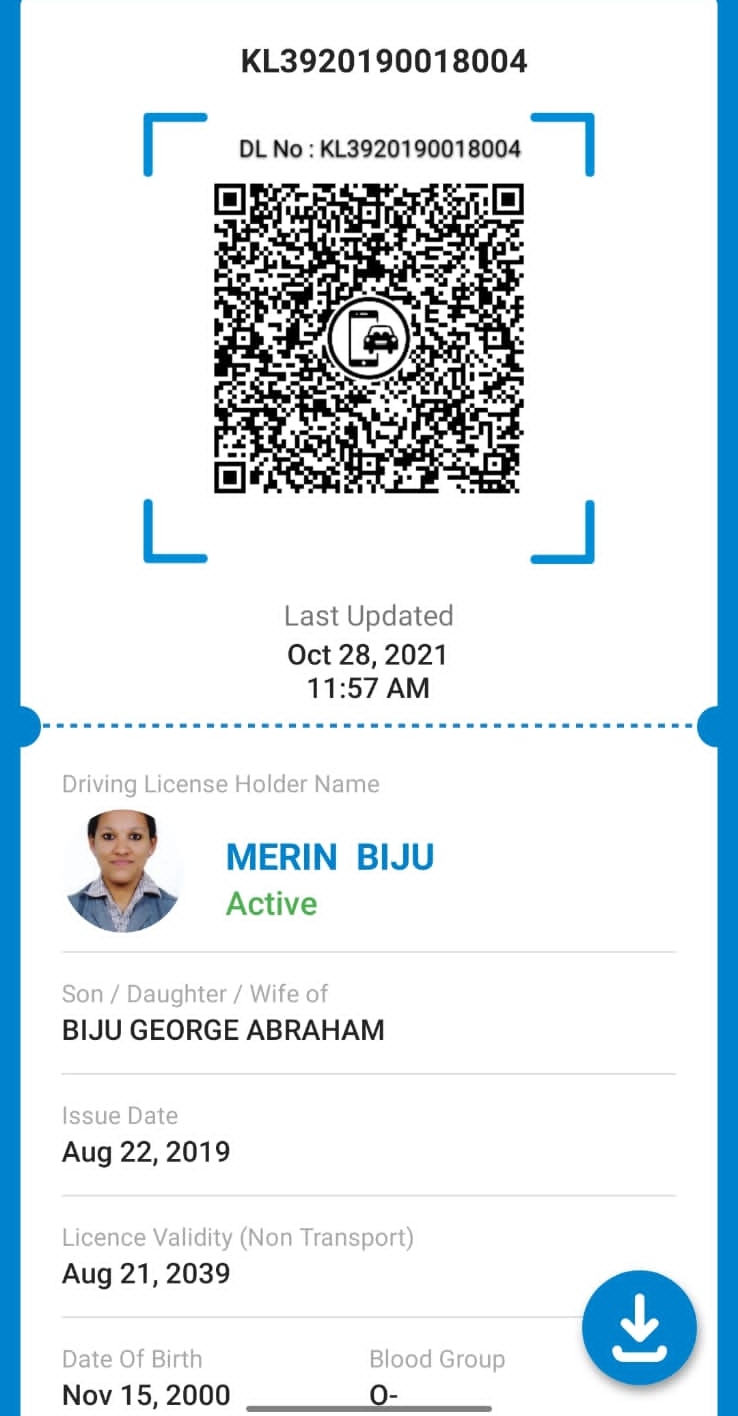 KL3920190018004
DL No : KL3920190018004
Last Updated
Oct 28, 2021
11:57 AM
Driving License Holder Name
MERIN BIJU
Active
Son / Daughter / Wife of
BIJU GEORGE ABRAHAM
Issue Date
Aug 22, 2019
Licence Validity (Non Transport)
Aug 21, 2039
Date Of Birth Blood Group
Nov 15, 2000 O-